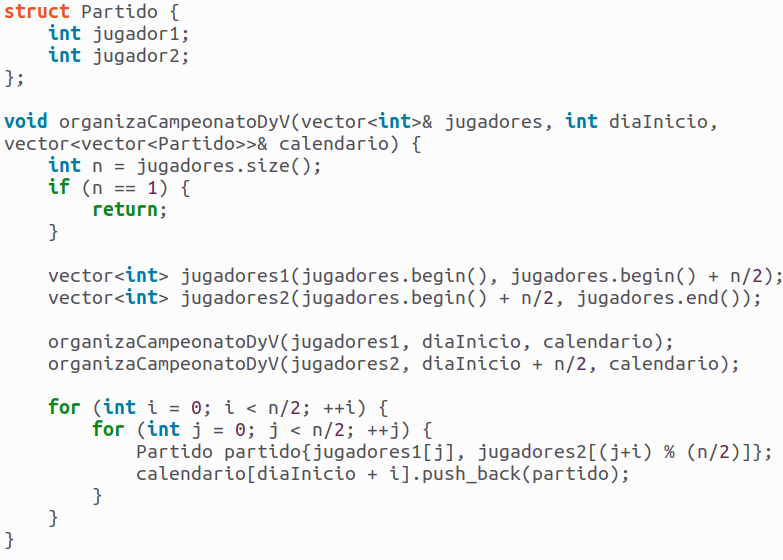 struct Partido {
    int jugador1;
    int jugador2;
};

void organizaCampeonatoDyV(vector<int>& jugadores, int diaInicio,
vector<vector<Partido>>& calendario) {
    int n = jugadores.size();
    if (n == 1) {
        return;
    }

    vector<int> jugadores1(jugadores.begin(), jugadores.begin() + n/2);
    vector<int> jugadores2(jugadores.begin() + n/2, jugadores.end());

    organizaCampeonatoDyV(jugadores1, diaInicio, calendario);
    organizaCampeonatoDyV(jugadores2, diaInicio + n/2, calendario);

    for (int i = 0; i < n/2; ++i) {
        for (int j = 0; j < n/2; ++j) {
            Partido partido{jugadores1[j], jugadores2[(j+i) % (n/2)]};
            calendario[diaInicio + i].push_back(partido);
        }
    }
}